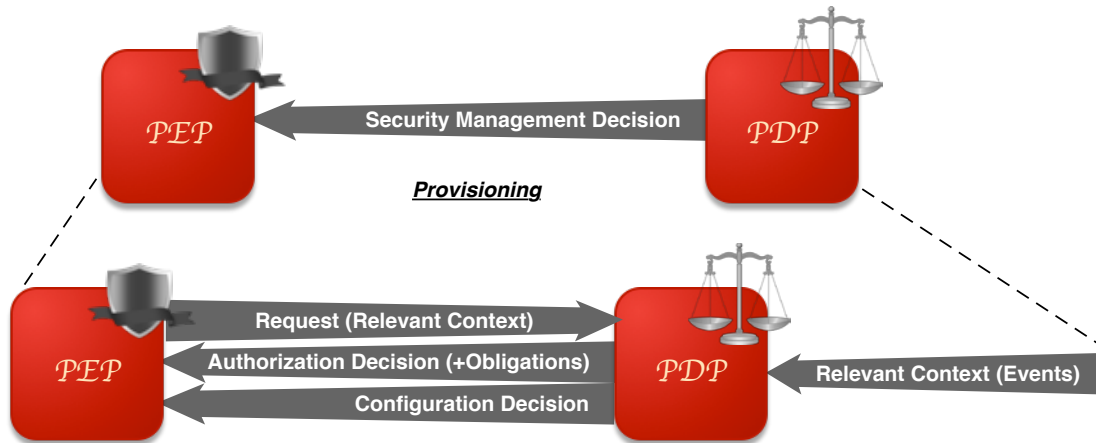 PEP
Security Management Decision
PDP
Provisioning
PEP
Request (Relevant Context)
Authorization Decision (+Obligations)
Configuration Decision
PDP
Relevant Context (Events)